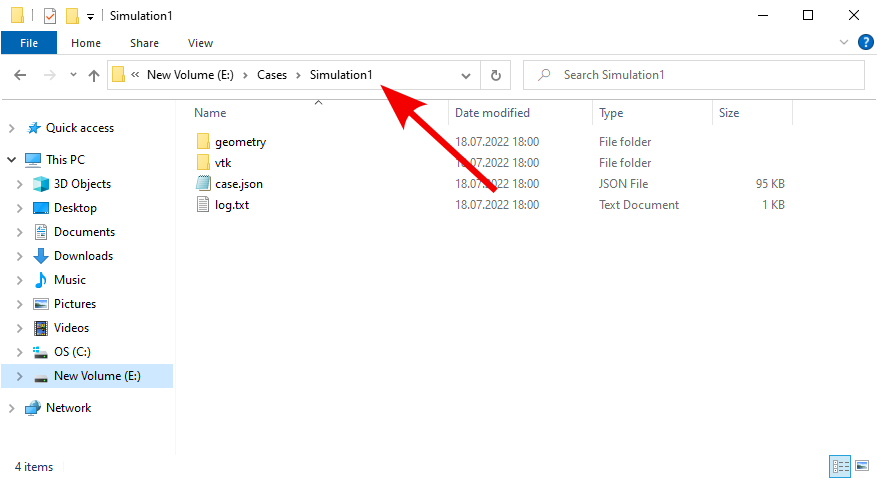 Simulation1
File Home Share View
« New Volume (E:) > Cases > Simulation1
Search Simulation1
Name Date modified Type Size
Quick access
This PC
3D Objects
Desktop
Documents
Downloads
Music
Pictures
Videos
OS (C:)
New Volume (E:)
Network
geometry 18.07.2022 18:00 File folder
vtk 18.07.2022 18:00 File folder
case.json 18.07.2022 18:00 JSON File 95 KB
log.txt 18.07.2022 18:00 Text Document 1 KB
4 items